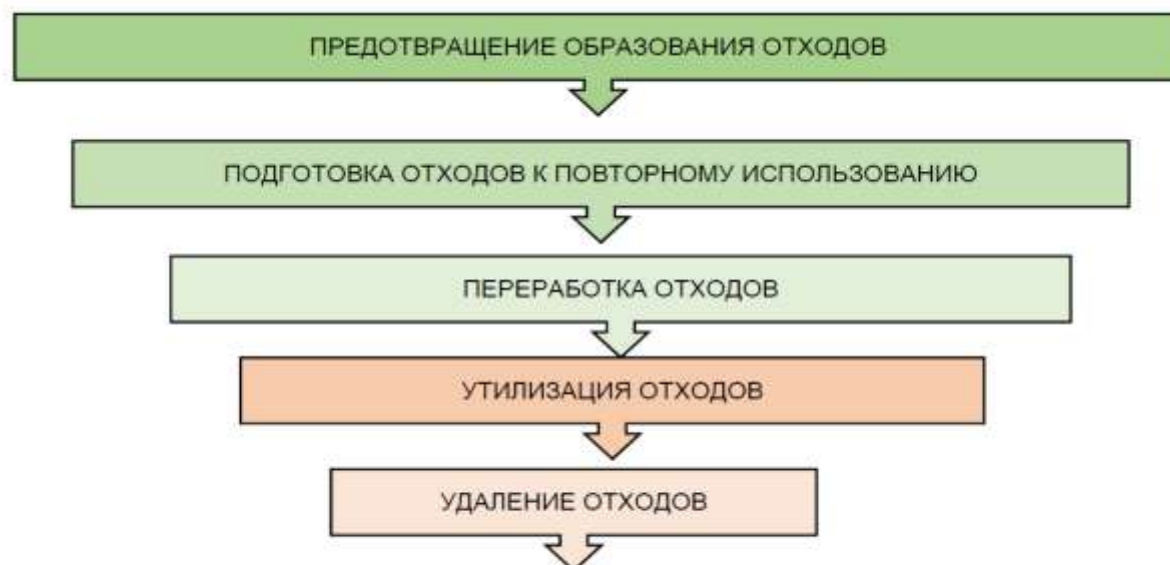 ПРЕДОТВРАЩЕНИЕ ОБРАЗОВАНИЯ ОТХОДОВ
ПОДГОТОВКА ОТХОДОВ К ПОВТОРНОМУ ИСПОЛЬЗОВАНИЮ
ПЕРЕРАБОТКА ОТХОДОВ
УТИЛИЗАЦИЯ ОТХОДОВ
УДАЛЕНИЕ ОТХОДОВ